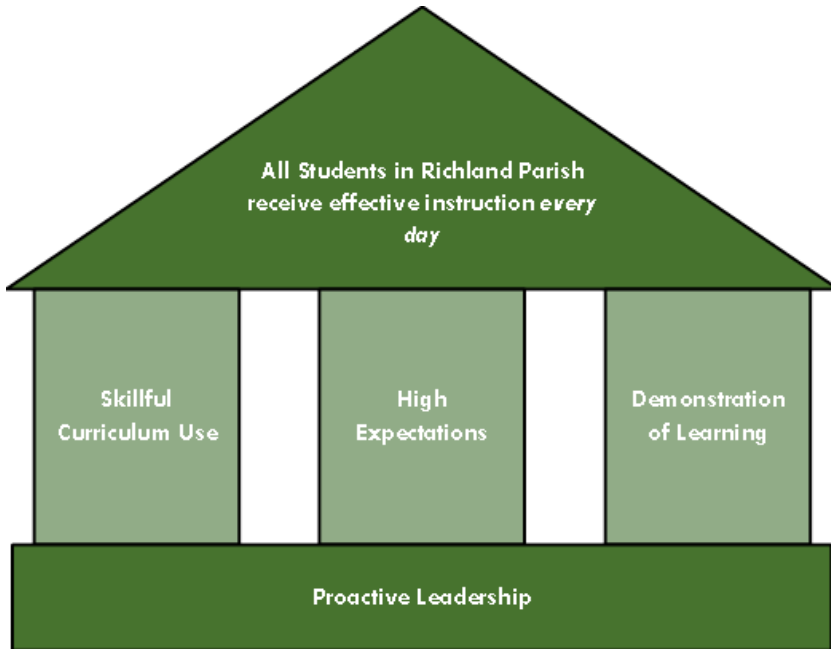 All Students in Richland Parish
receive effective instruction every
day
Skillful
Curriculum Use
High
Expectations
Demonstration
of Learning
Proactive Leadership